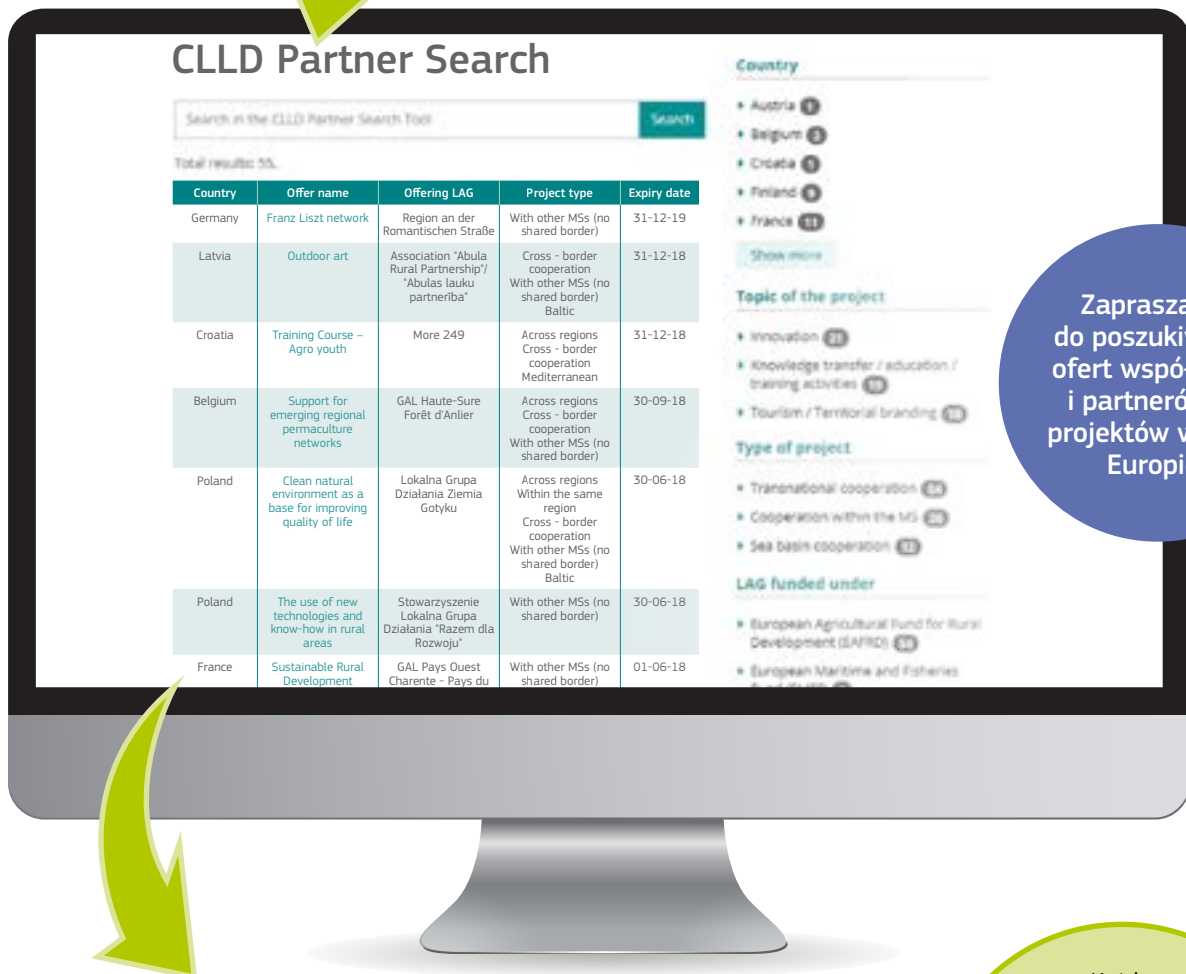 CLLD Partner Search
Search in the CLLD Partner Search Tool
Search
Total results: 55.
Country Offer name Offering LAG Project type Expiry date
Germany Franz Liszt network Region an der With other MSs (no 31-12-19
Romantischen Straße shared border)
Latvia Outdoor art Association "Abula Cross - border 31-12-18
Rural Partnership"/ cooperation
"Abulas lauku With other MSs (no
partnerība" shared border)
Baltic
Croatia Training Course – More 249 Across regions 31-12-18
Agro youth Cross - border
cooperation
Mediterranean
Belgium Support for GAL Haute-Sure Across regions 30-09-18
emerging regional Forêt d'Anlier Cross - border
permaculture cooperation
networks With other MSs (no
shared border)
Poland Clean natural Lokalna Grupa Across regions 30-06-18
environment as a Działania Ziemia Within the same
base for improving Gotyku region
quality of life Cross - border
cooperation
With other MSs (no
shared border)
Baltic
Poland The use of new Stowarzyszenie With other MSs (no 30-06-18
technologies and Lokalna Grupa shared border)
know-how in rural Działania "Razem dla
areas Rozwoju"
France Sustainable Rural GAL Pays Ouest With other MSs (no 01-06-18
Development Charente - Pays du shared border)
Country
Austria
Belgium
Croatia
Finland
France 11
Show more
Topic of the project
Innovation
Knowledge transfer / education /
training activities
Tourism / Territorial branding
Type of project
Transnational cooperation
Cooperation within the MS
Sea basin cooperation
LAG funded under
European Agricultural Fund for Rural
Development (EAFRD)
European Maritime and Fisheries
Zaprasza
do poszuki
ofert współ
i partneró
projektów w
Europi